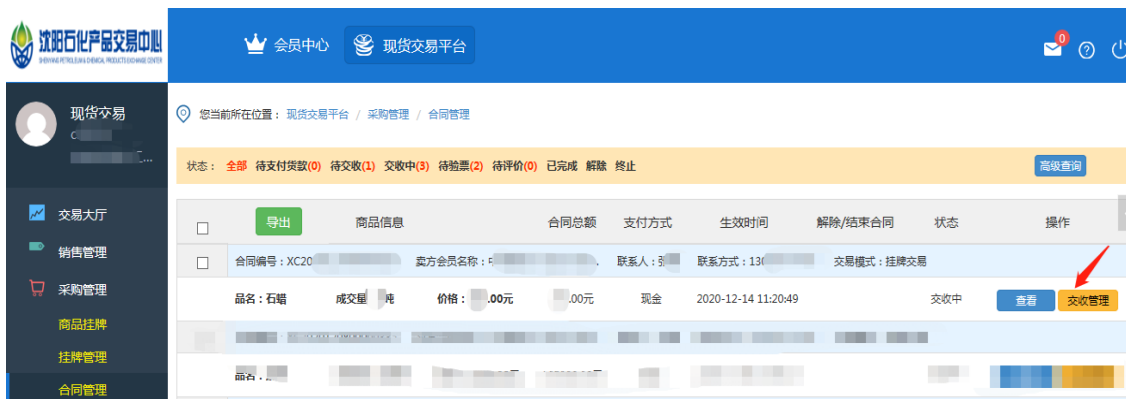 沈阳石化产品交易中心
SHENYANG PETROLEUM & CHEMICAL PRODUCTS EXCHANGE CENTER
会员中心
现货交易平台
0
现货交易
您当前所在位置： 现货交易平台 / 采购管理 / 合同管理
状态： 全部 待支付货款(0) 待交收(1) 交收中(3) 待验票(2) 待评价(0) 已完成 解除 终止
高级查询
交易大厅
销售管理
采购管理
商品挂牌
挂牌管理
合同管理
导出 商品信息 合同总额 支付方式 生效时间 解除/结束合同 状态 操作
合同编号：XC20 卖方会员名称： 联系人： 联系方式：130 交易模式：挂牌交易
品名：石蜡 成交量 吨 价格： .00元 .00元 现金 2020-12-14 11:20:49 交收中 查看 交收管理
品名：